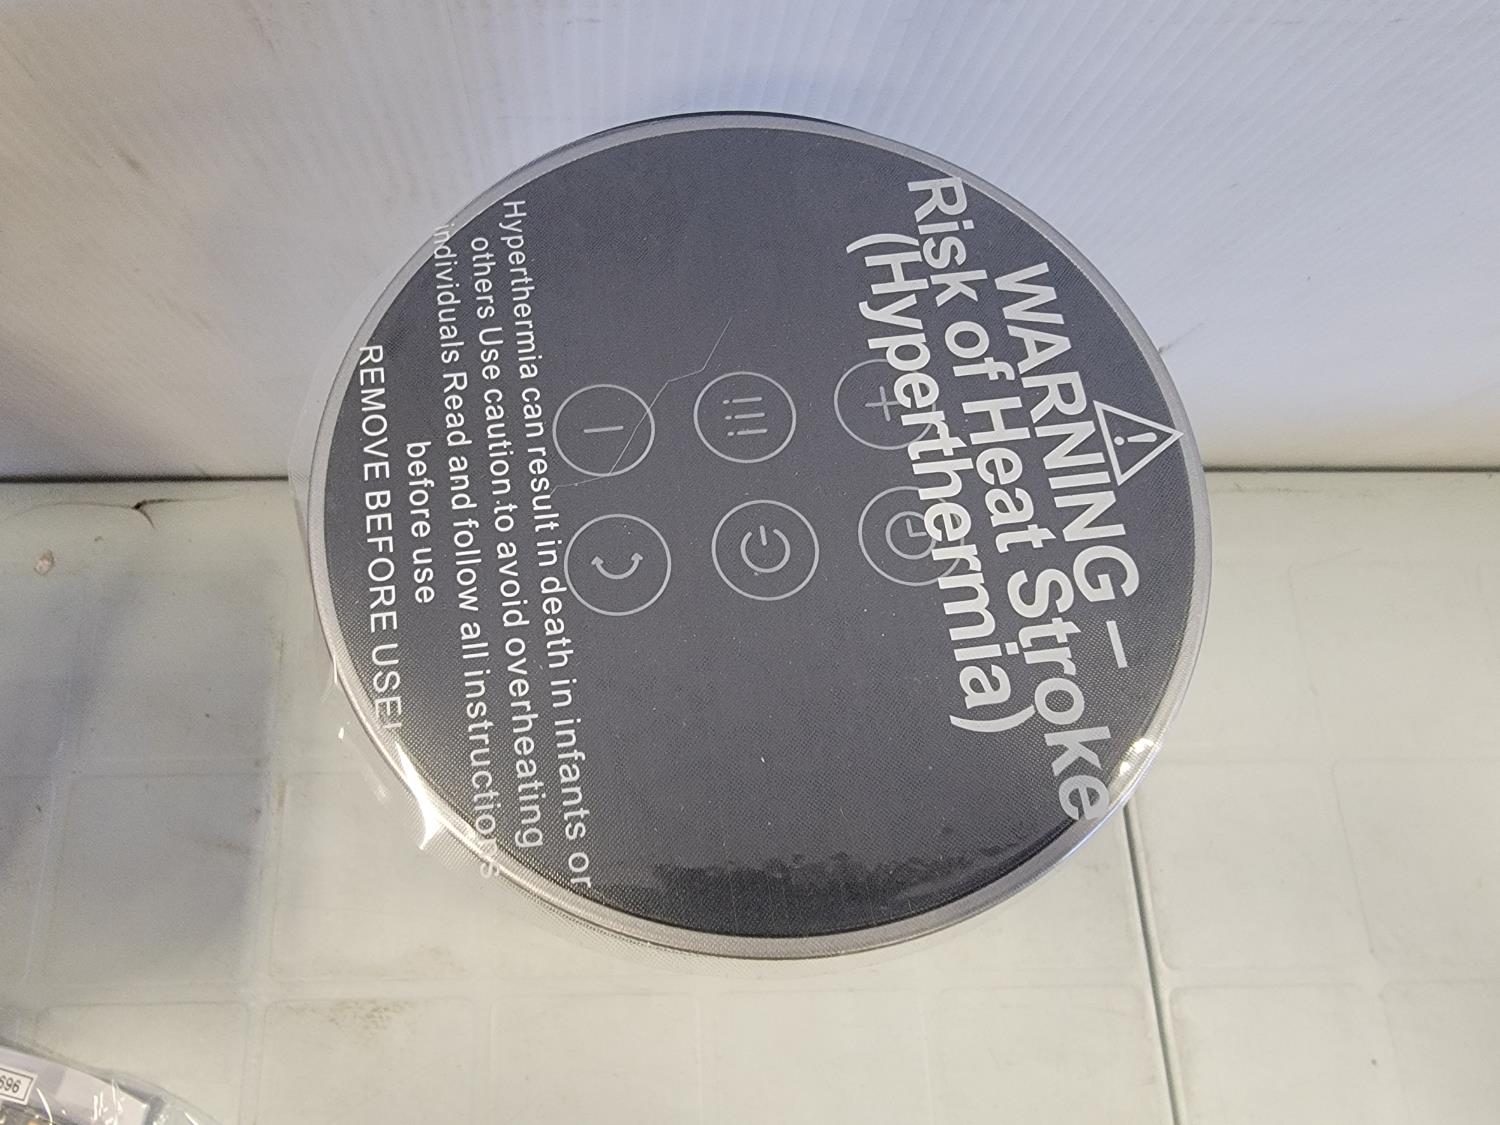 WARNING –
Risk of Heat Stroke
(Hyperthermia)
Hyperthermia can result in death in infants or
others Use caution to avoid overheating
individuals Read and follow all instructions
before use
REMOVE BEFORE USE!
696